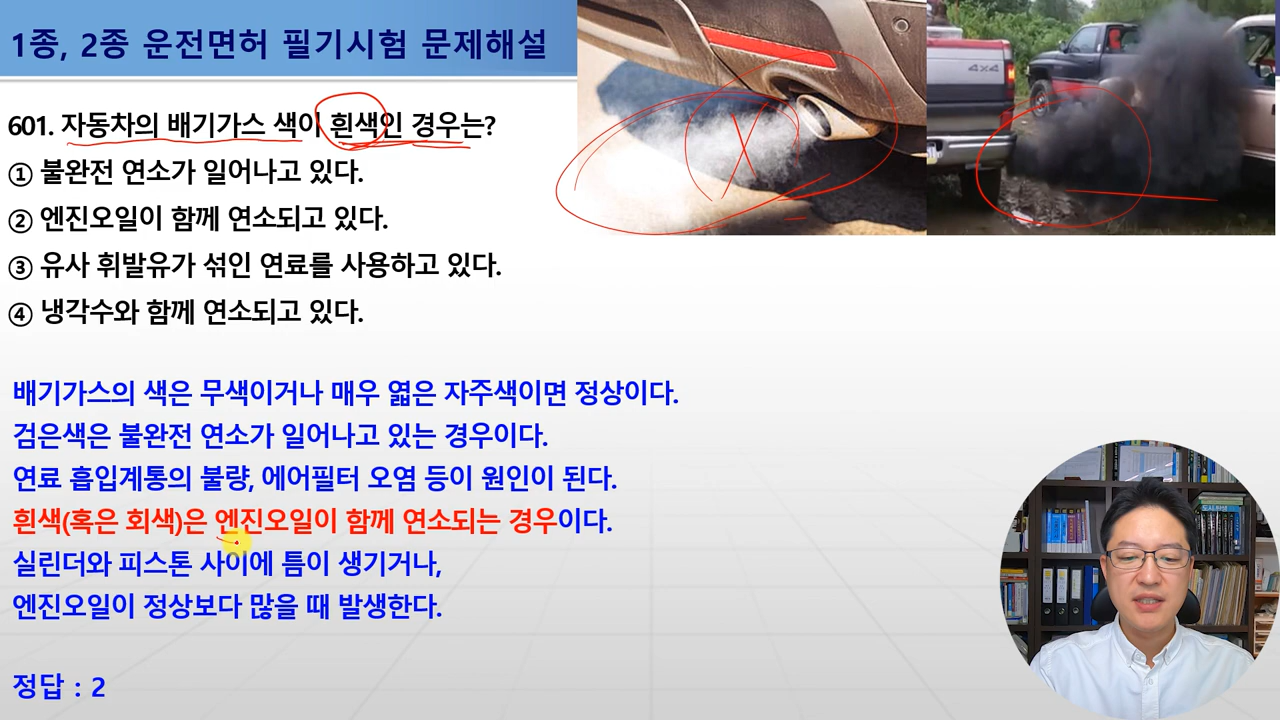 1종, 2종 운전면허 필기시험 문제해설
601. 자동차의 배기가스 색이 흰색인 경우는?
① 불완전 연소가 일어나고 있다.
② 엔진오일이 함께 연소되고 있다.
③ 유사 휘발유가 섞인 연료를 사용하고 있다.
④ 냉각수와 함께 연소되고 있다.
배기가스의 색은 무색이거나 매우 엷은 자주색이면 정상이다.
검은색은 불완전 연소가 일어나고 있는 경우이다.
연료 흡입계통의 불량, 에어필터 오염 등이 원인이 된다.
흰색(혹은 회색)은 엔진오일이 함께 연소되는 경우이다.
실린더와 피스톤 사이에 틈이 생기거나,
엔진오일이 정상보다 많을 때 발생한다.
정답 : 2
4x4